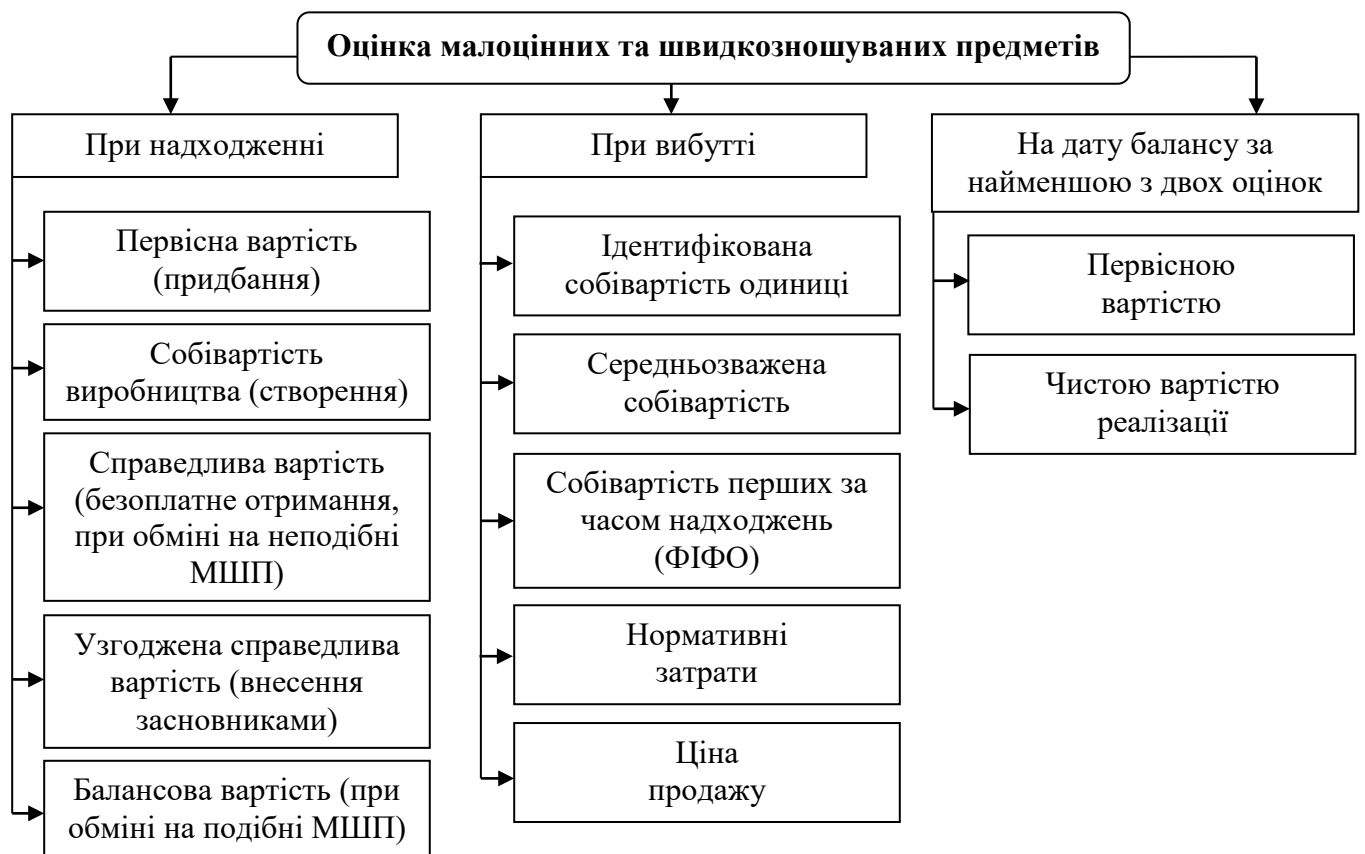 Оцінка малоцінних та швидкозношуваних предметів
При надходженні
Первісна вартість
(придбання)
Собівартість
виробництва (створення)
Справедлива вартість
(безоплатне отримання,
при обміні на неподібні
МШП)
Узгоджена справедлива
вартість (внесення
засновниками)
Балансова вартість (при
обміні на подібні МШП)
При вибутті
Ідентифікована
собівартість одиниці
Середньозважена
собівартість
Собівартість перших за
часом надходжень
(ФІФО)
Нормативні
затрати
Ціна
продажу
На дату балансу за
найменшою з двох оцінок
Первісною
вартістю
Чистою вартістю
реалізації